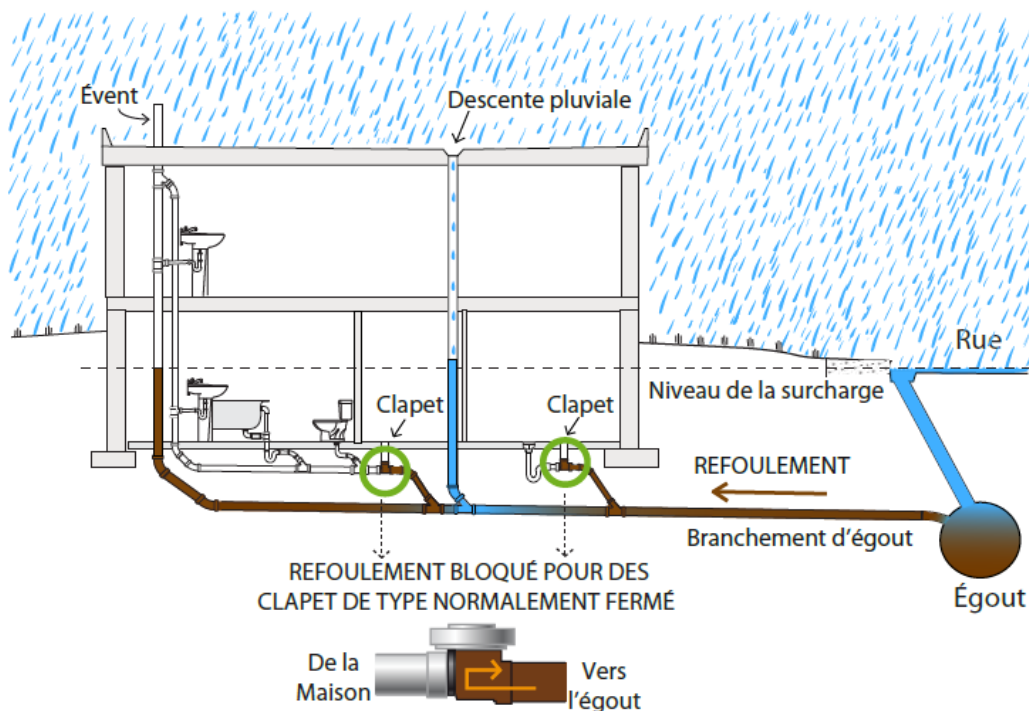 Évent
Descente pluviale
Rue
Niveau de la surcharge
Clapet
Clapet
REFOULEMENT
Branchement d'égout
Égout
REFOULEMENT BLOQUÉ POUR DES
CLAPET DE TYPE NORMALEMENT FERMÉ
De la
Maison
Vers
l'égout